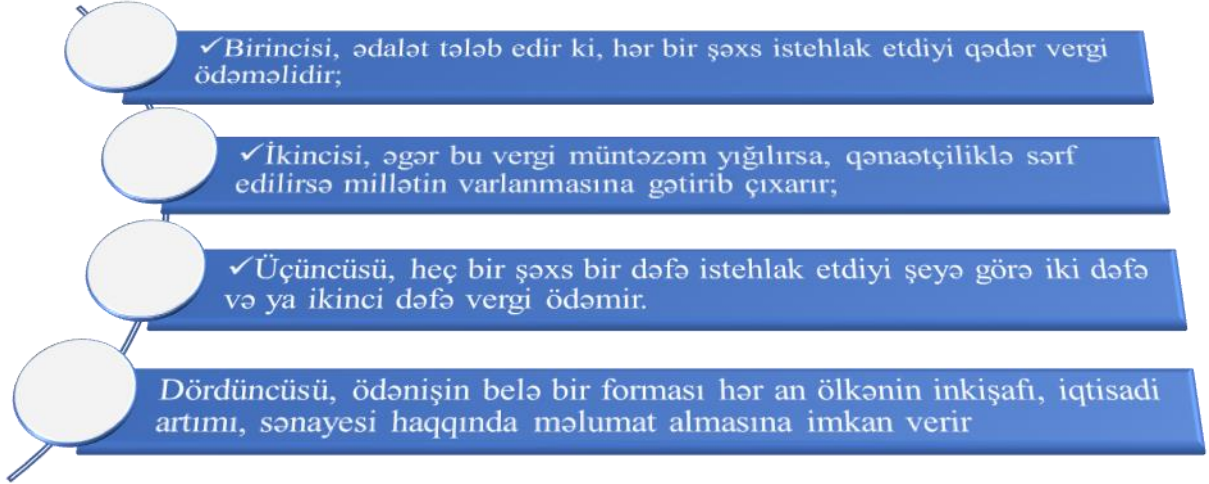 ✓Birincisi, ədalət tələb edir ki, hər bir şəxs istehlak etdiyi qədər vergi
ödəməlidir;
✓İkincisi, əgər bu vergi müntəzəm yığılırsa, qənaətçiliklə sərf
edilirsə millətin varlanmasına gətirib çıxarır;
✓Üçüncüsü, heç bir şəxs bir dəfə istehlak etdiyi şeyə görə iki dəfə
və ya ikinci dəfə vergi ödəmir.
Dördüncüsü, ödənişin belə bir forması hər an ölkənin inkişafı, iqtisadi
artımı, sənayesi haqqında məlumat almasına imkan verir